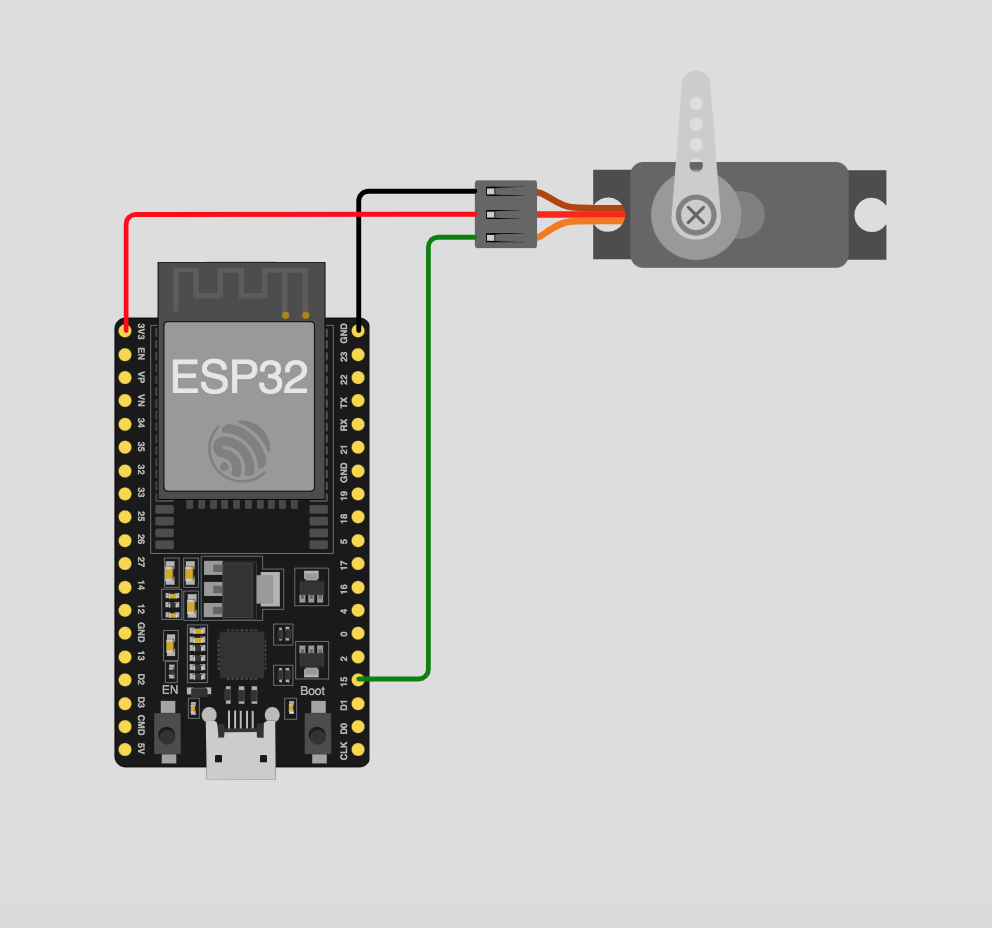 ESP32
3V3
EN
VP
VN
34
35
32
33
25
26
27
14
12
GND
13
D2
D3
CMD
5V
GND
23
22
TX
RX
21
GND
19
18
5
17
16
4
0
2
15
D1
D0
CLK
EN
Boot